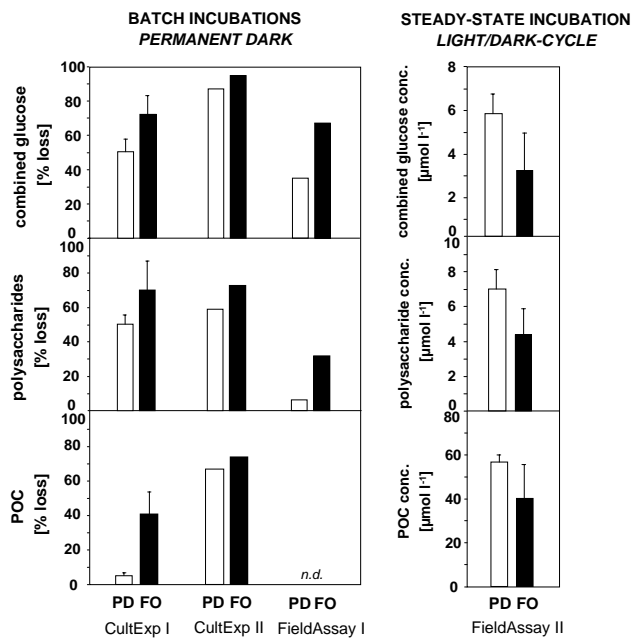 BATCH INCUBATIONS
PERMANENT DARK
STEADY-STATE INCUBATION
LIGHT/DARK-CYCLE
combined glucose
[% loss]
100
80
60
40
20
0
combined glucose conc.
[µmol l-1]
8
6
4
2
0
polysaccharides
[% loss]
100
80
60
40
20
0
polysaccharide conc.
[µmol l-1]
10
8
6
4
2
0
POC
[% loss]
100
80
60
40
20
0
n.d.
POC conc.
[µmol l-1]
80
60
40
20
0
PD FO PD FO PD FO
CultExp I CultExp II FieldAssay I
PD FO
FieldAssay II